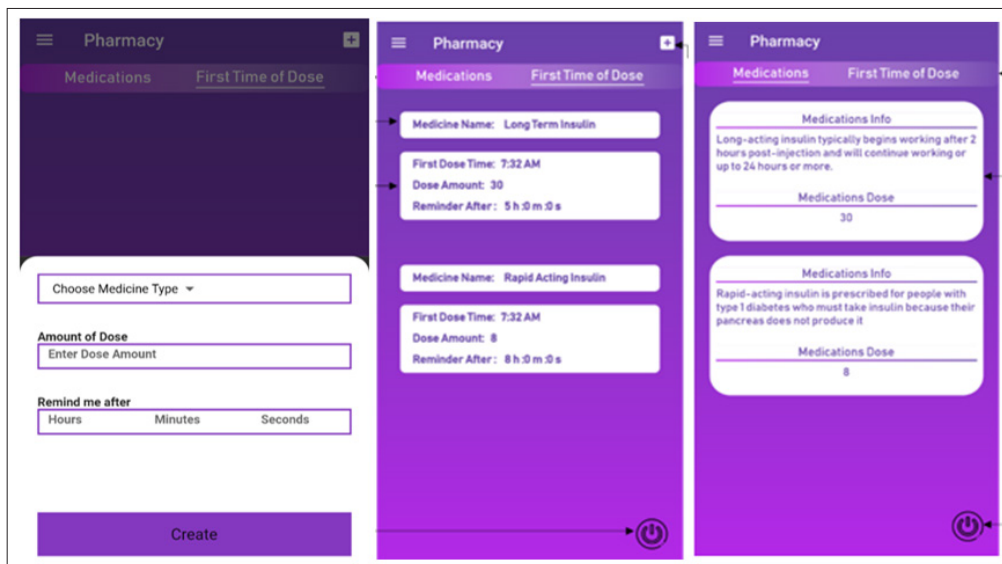 Pharmacy
Medications First Time of Dose
Choose Medicine Type
Amount of Dose
Enter Dose Amount
Remind me after
Hours Minutes Seconds
Create
Pharmacy
Medications First Time of Dose
Medicine Name: Long Term Insulin
First Dose Time: 7:32 AM
Dose Amount: 30
Reminder After : 5 h :0 m :0 s
Medicine Name: Rapid Acting Insulin
First Dose Time: 7:32 AM
Dose Amount: 8
Reminder After : 8 h :0 m :0 s
Pharmacy
Medications First Time of Dose
Medications Info
Long-acting insulin typically begins working after 2
hours post-injection and will continue working or
up to 24 hours or more.
Medications Dose
30
Medications Info
Rapid-acting insulin is prescribed for people with
type 1 diabetes who must take insulin because their
pancreas does not produce it
Medications Dose
8